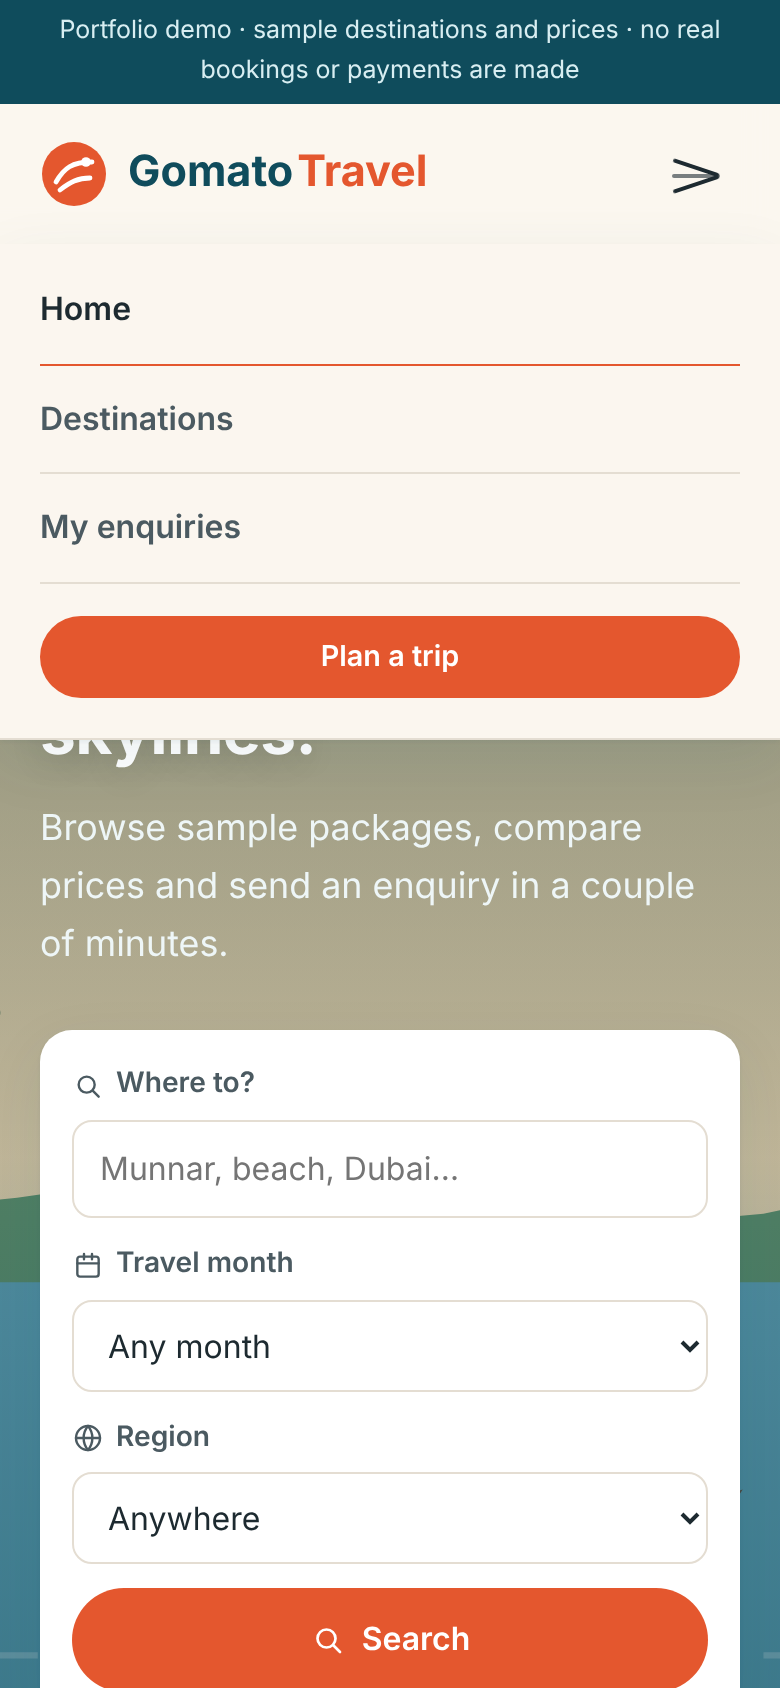 Portfolio demo · sample destinations and prices · no real
bookings or payments are made
Gomato Travel
Home
Destinations
My enquiries
Plan a trip
skylines.
Browse sample packages, compare
prices and send an enquiry in a couple
of minutes.
Where to?
Munnar, beach, Dubai...
Travel month
Any month
Region
Anywhere
Search